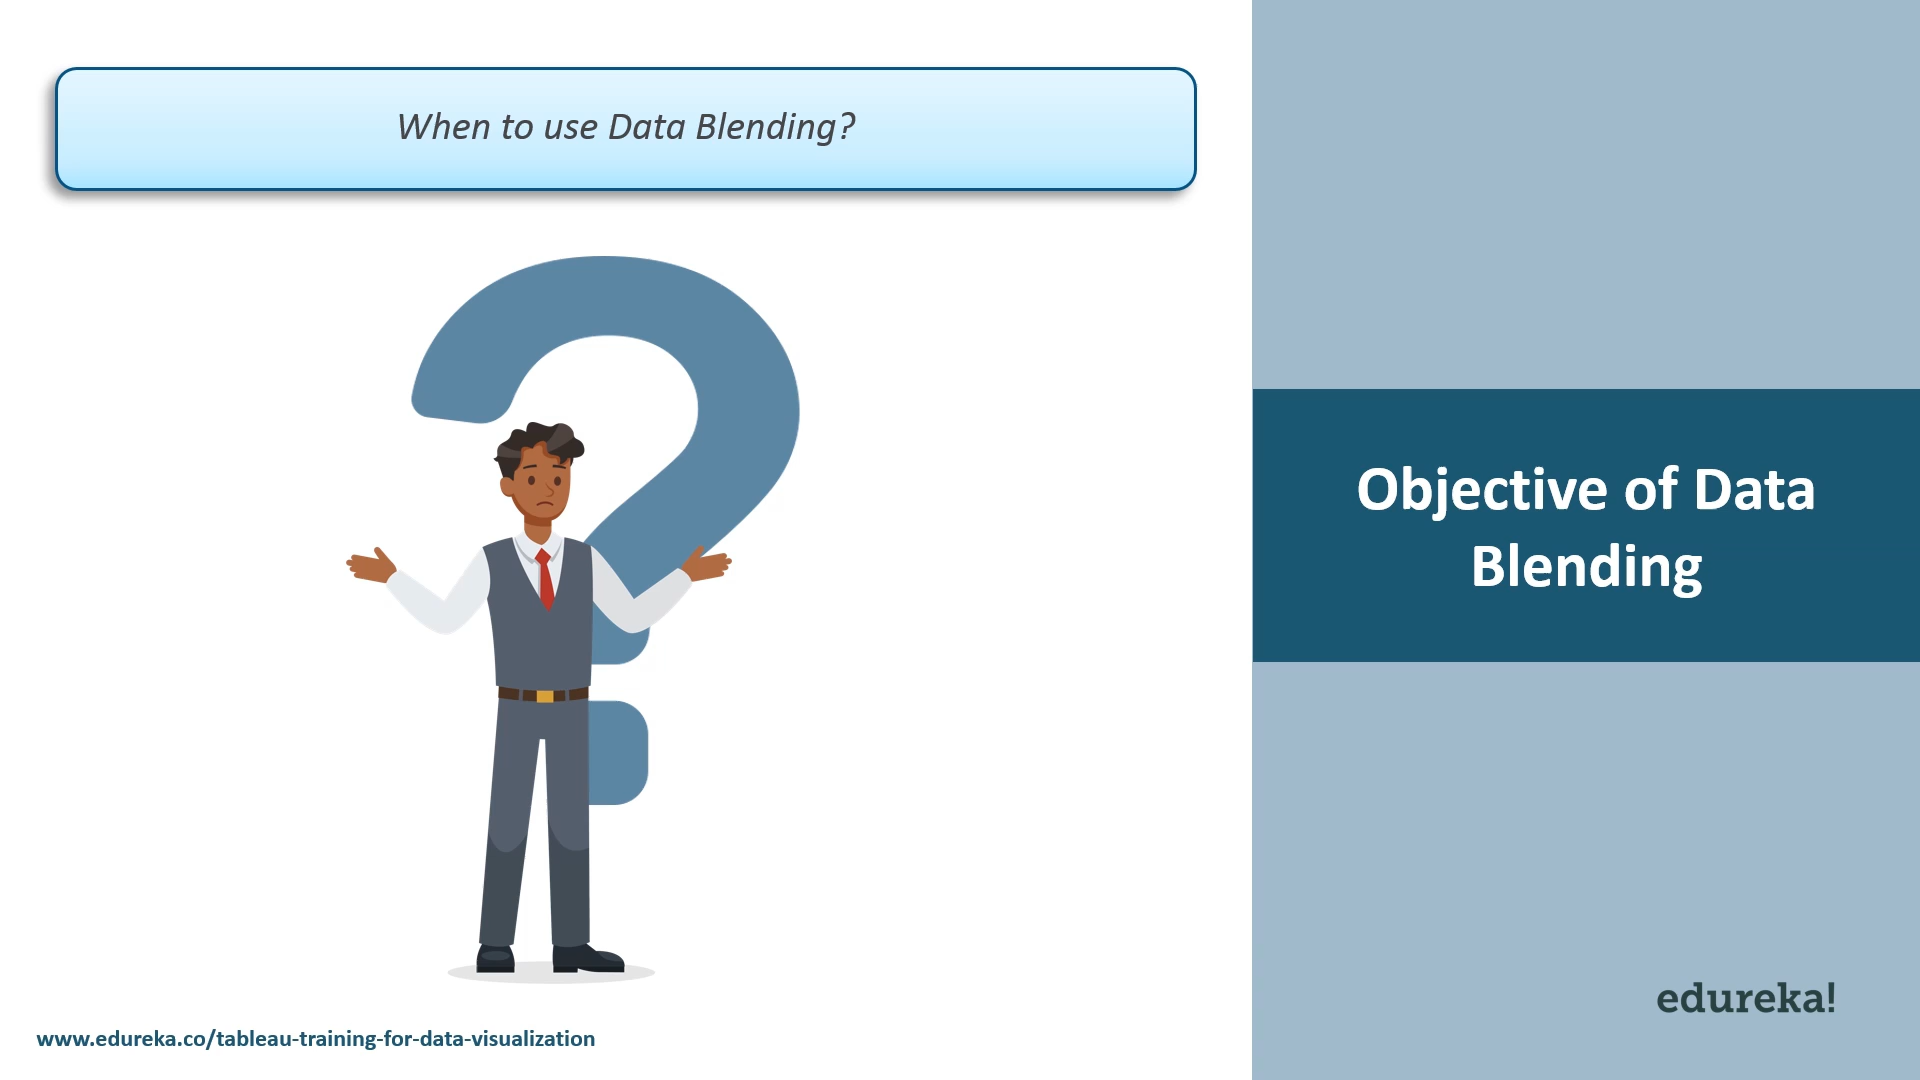 When to use Data Blending?
Objective of Data
Blending
edureka!
www.edureka.co/tableau-training-for-data-visualization